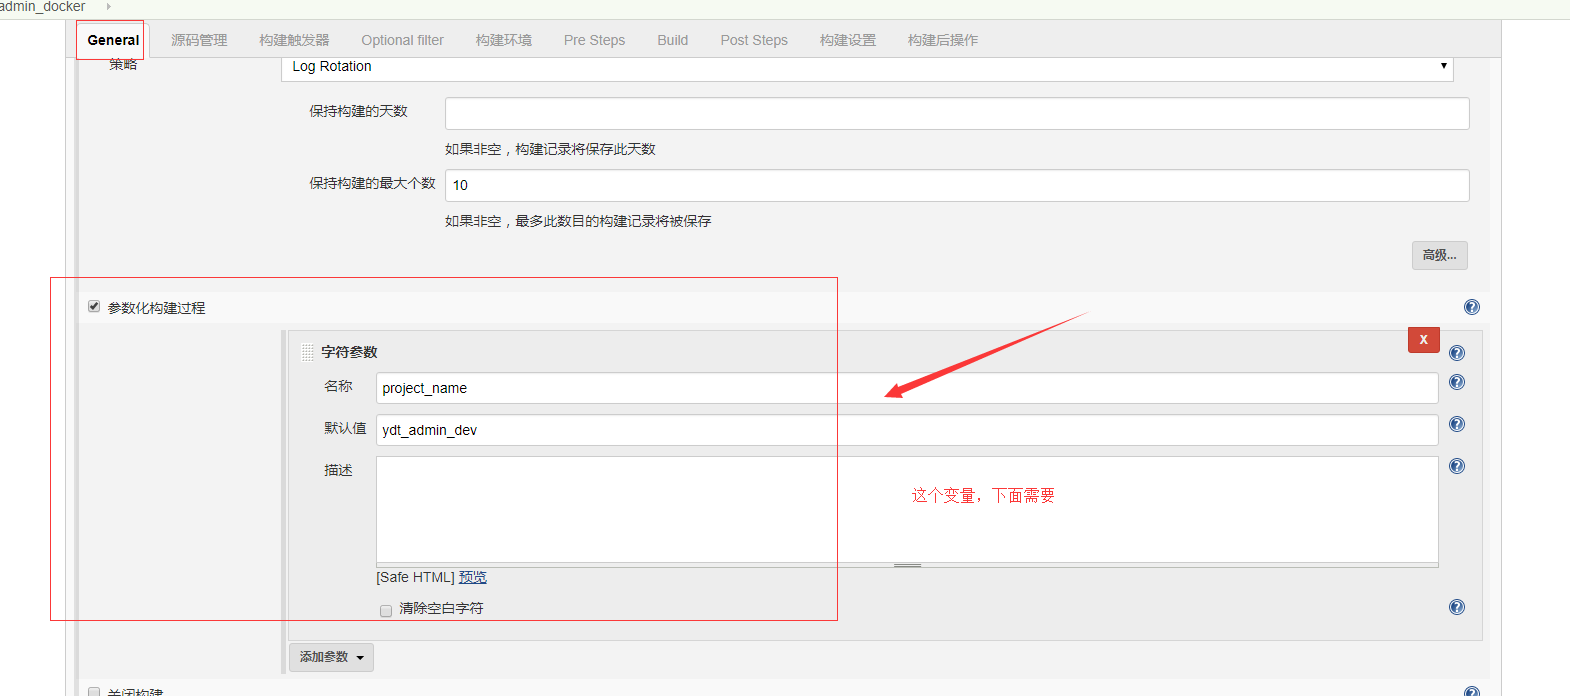 admin_docker
General 源码管理 构建触发器 Optional filter 构建环境 Pre Steps Build Post Steps 构建设置 构建后操作
策略 Log Rotation
保持构建的天数
如果非空，构建记录将保存此天数
保持构建的最大个数 10
如果非空，最多此数目的构建记录将被保存
高级...
参数化构建过程
字符参数 X
名称 project_name
默认值 ydt_admin_dev
描述
这个变量，下面需要
[Safe HTML] 预览
清除空白字符
添加参数
关闭构建